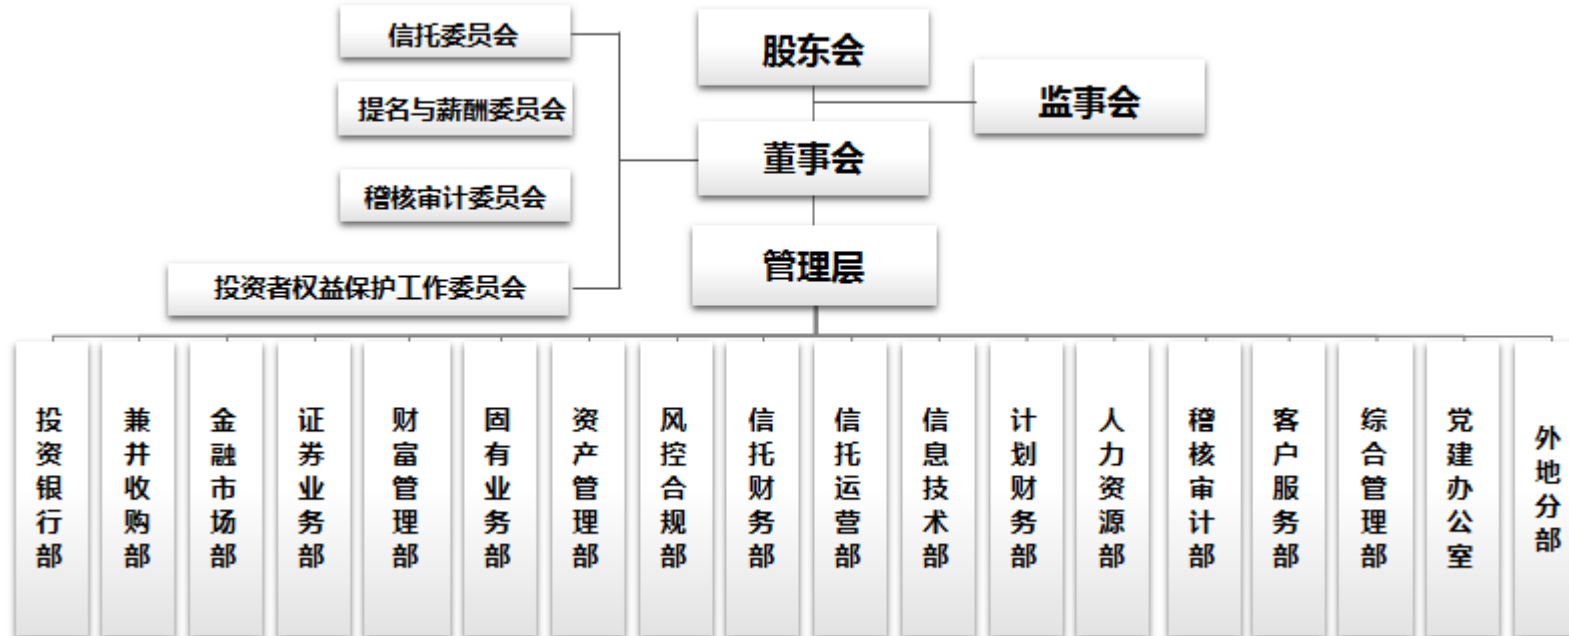 信托委员会
股东会
提名与薪酬委员会
监事会
董事会
稽核审计委员会
管理层
投资者权益保护工作委员会
投资银行部
兼并收购部
金融市场部
证券业务部
财富管理部
固有业务部
资产管理部
风控合规部
信托财务部
信托运营部
信息技术部
计划财务部
人力资源部
稽核审计部
客户服务部
综合管理部
党建办公室
外地分部